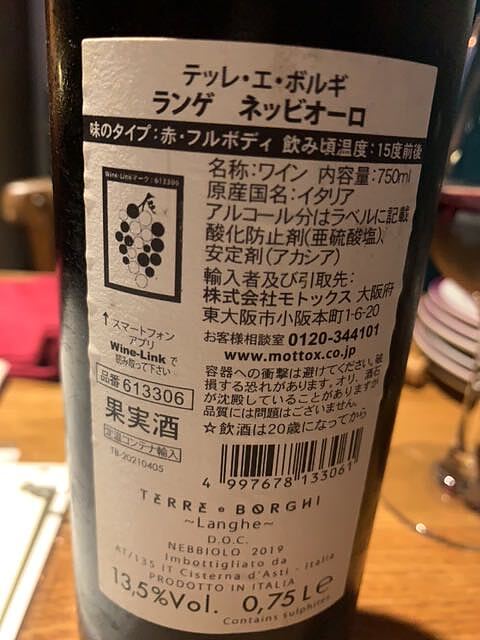 テッレ・エ・ボルギ
ランゲ ネッビオーロ
味のタイプ:赤・フルボディ 飲み頃温度:15度前後
Wine-Linkマーク:613306
名称:ワイン 内容量:750ml
原産国名:イタリア
アルコール分はラベルに記載
酸化防止剤(亜硫酸塩)、
安定剤(アカシア)
輸入者及び引取先:
株式会社モトックス 大阪府
東大阪市小阪本町1-6-20
お客様相談室 0120-344101
www.mottox.co.jp
↑スマートフォン
アプリ
Wine-Link で
読み取って下さい
容器への衝撃は避けてください。破
損する恐れがあります。オリ、酒石
が沈殿していることがありますが
品質には問題はございません。
☆飲酒は20歳になってから
品番 613306
果実酒
定温コンテナ輸入
TB-20210405
4 997678 133061
TERRE e BORGHI
~Langhe~
D.O.C.
NEBBIOLO 2019
Imbottigliato da
AT/135 IT Cisterna d'Asti - Italia
PRODOTTO IN ITALIA
13,5%Vol. 0,75L e
Contains sulphites